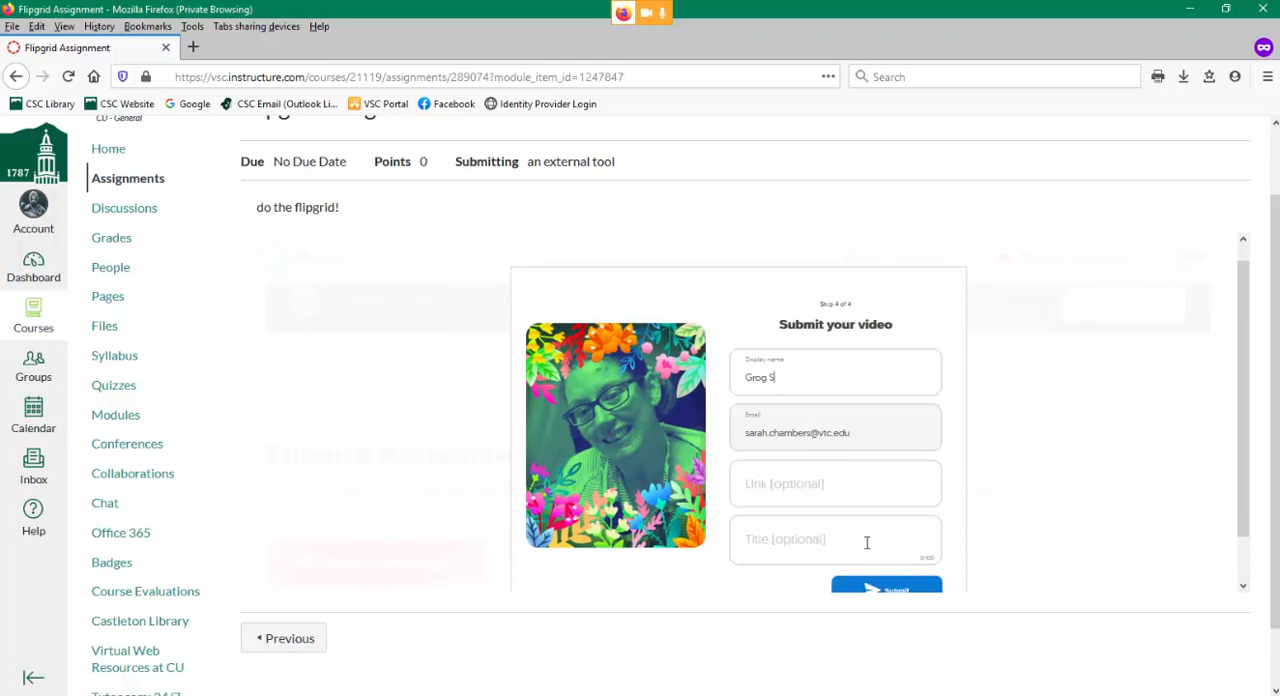 Flipgrid Assignment - Mozilla Firefox (Private Browsing)
File Edit View History Bookmarks Tools Tabs sharing devices Help
Flipgrid Assignment
https://vsc.instructure.com/courses/21119/assignments/289074?module_item_id=1247847
Search
CSC Library CSC Website Google CSC Email (Outlook Li... VSC Portal Facebook Identity Provider Login
1787
Account
Dashboard
Courses
Groups
Calendar
Inbox
Help
CU - General
Home
Assignments
Discussions
Grades
People
Pages
Files
Syllabus
Quizzes
Modules
Conferences
Collaborations
Chat
Office 365
Badges
Course Evaluations
Castleton Library
Virtual Web
Resources at CU
Due No Due Date Points 0 Submitting an external tool
do the flipgrid!
Step 4 of 4
Submit your video
Display name
Grog S
Email
sarah.chambers@vtc.edu
Link [optional]
Title [optional]
0/100
Submit
Previous